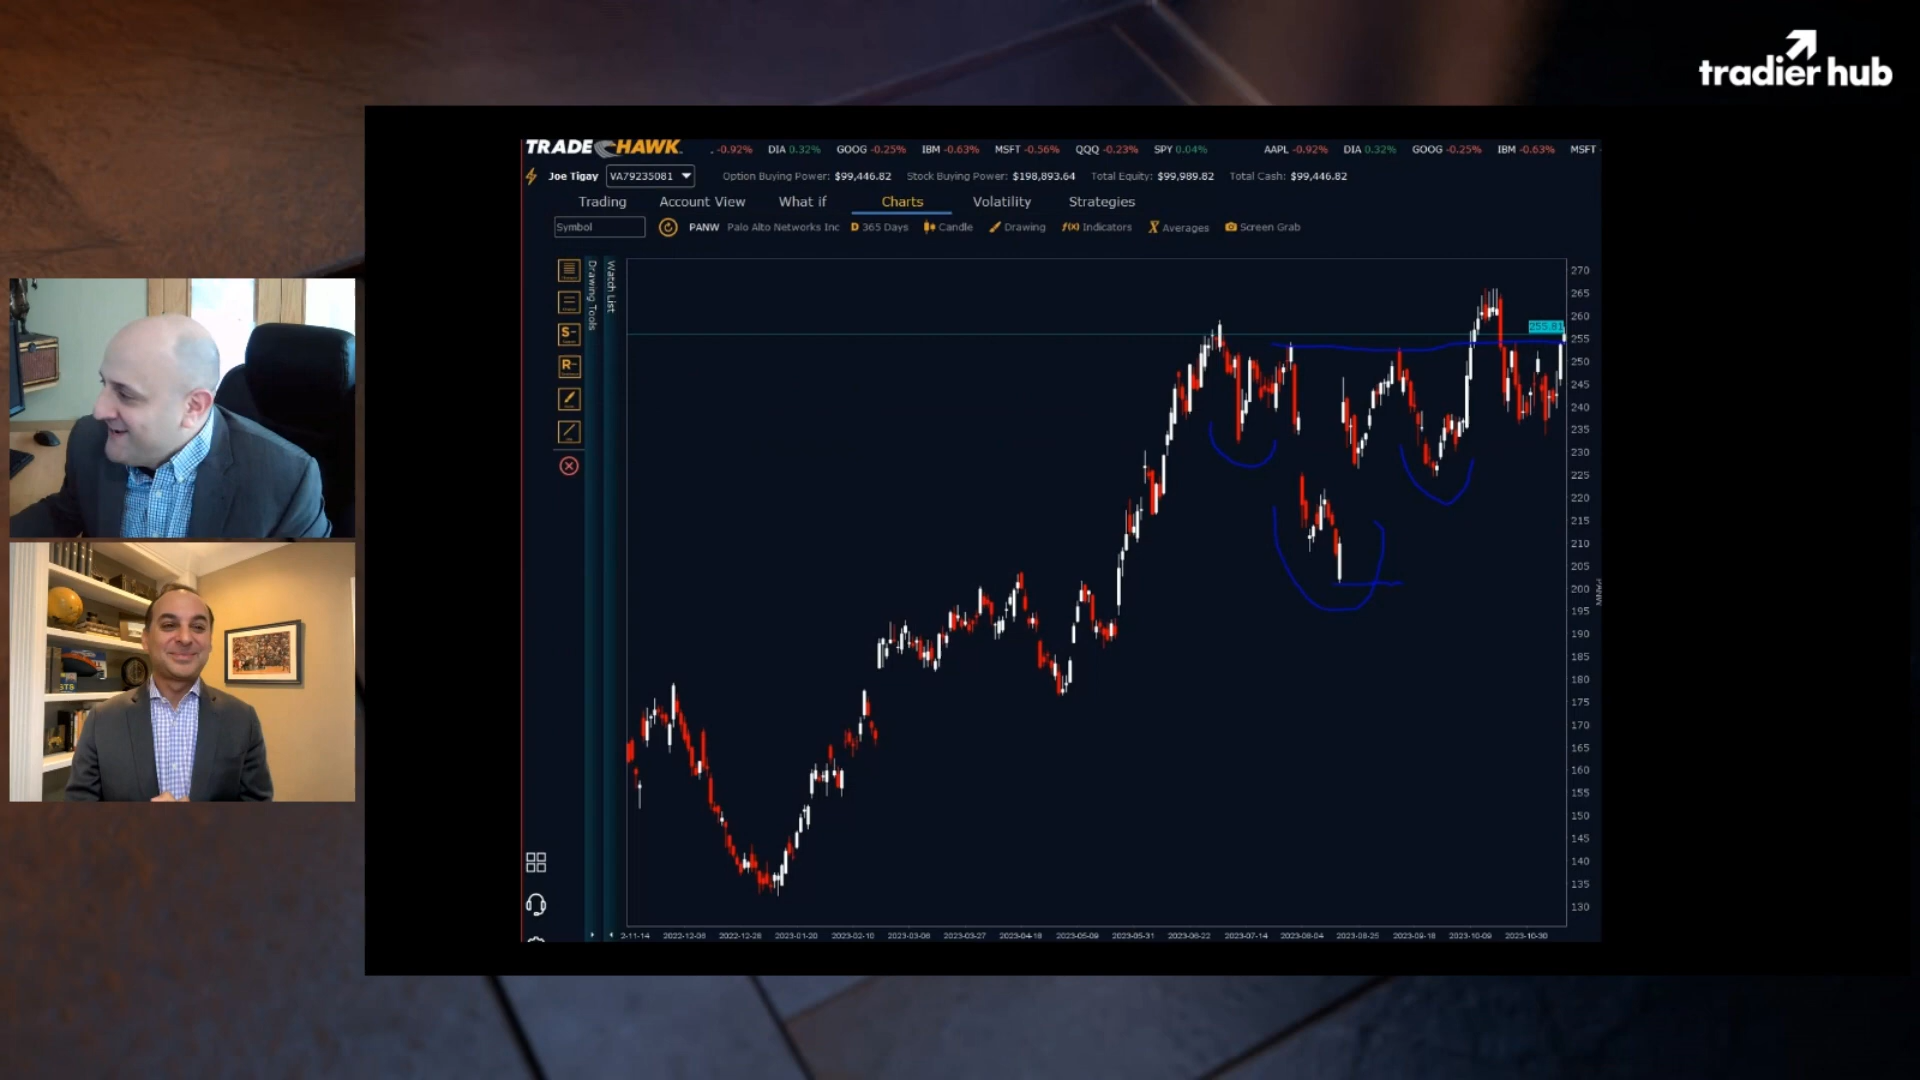 tradier hub
TRADE HAWK
-0.92% DIA 0.32% GOOG -0.25% IBM -0.63% MSFT -0.56% QQQ -0.23% SPY 0.04% AAPL -0.92% DIA 0.32% GOOG -0.25% IBM -0.63% MSFT
Joe Tigay VA79235081 Option Buying Power: $99,446.82 Stock Buying Power: $198,893.64 Total Equity: $99,989.82 Total Cash: $99,446.82
Trading Account View What if Charts Volatility Strategies
Symbol PANW Palo Alto Networks Inc D 365 Days Candle Drawing f(x) Indicators X Averages Screen Grab
Drawing Tools
Watch List
S
R
270
265
260
255.81
255
250
245
240
235
230
225
220
215
210
205
200
195
190
185
180
175
170
165
160
155
150
145
140
135
130
PANW
2-11-14 2022-12-06 2022-12-28 2023-01-20 2023-02-10 2023-03-06 2023-03-27 2023-04-18 2023-05-09 2023-05-31 2023-06-22 2023-07-14 2023-08-04 2023-08-25 2023-09-18 2023-10-09 2023-10-30